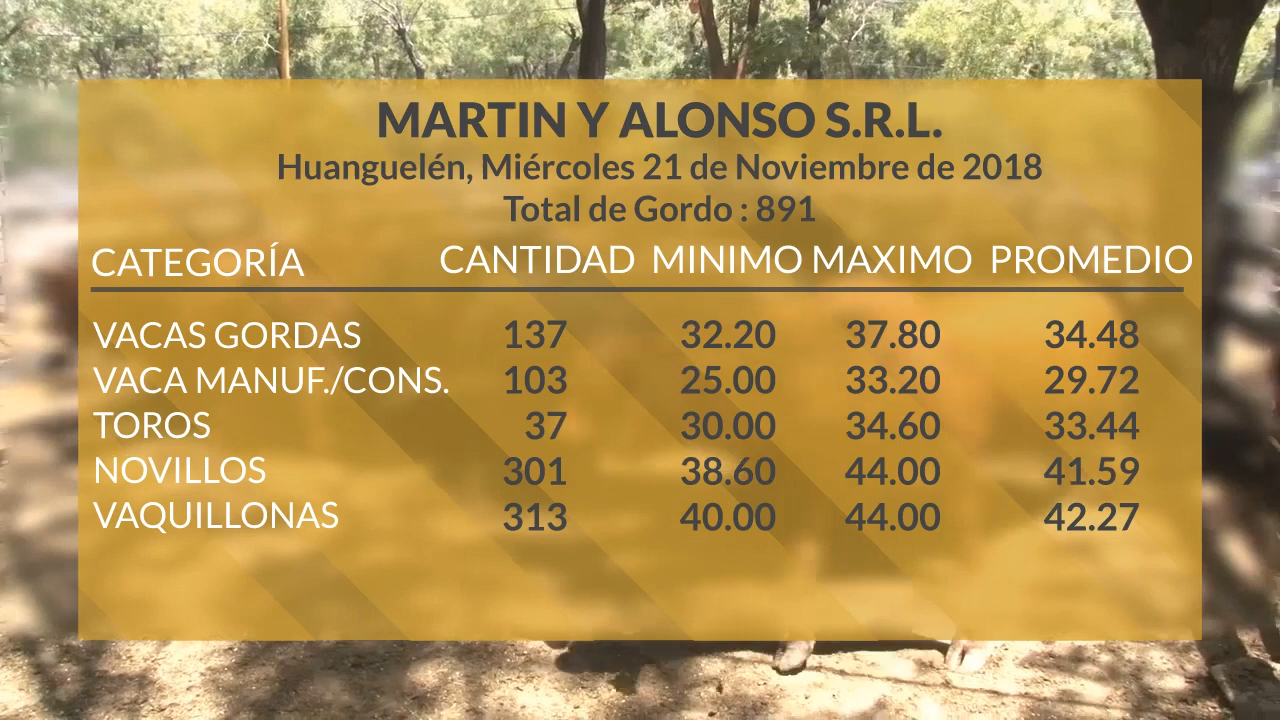 MARTIN Y ALONSO S.R.L.
Huanguelén, Miércoles 21 de Noviembre de 2018
Total de Gordo : 891
CATEGORÍA CANTIDAD MINIMO MAXIMO PROMEDIO
VACAS GORDAS 137 32.20 37.80 34.48
VACA MANUF./CONS. 103 25.00 33.20 29.72
TOROS 37 30.00 34.60 33.44
NOVILLOS 301 38.60 44.00 41.59
VAQUILLONAS 313 40.00 44.00 42.27